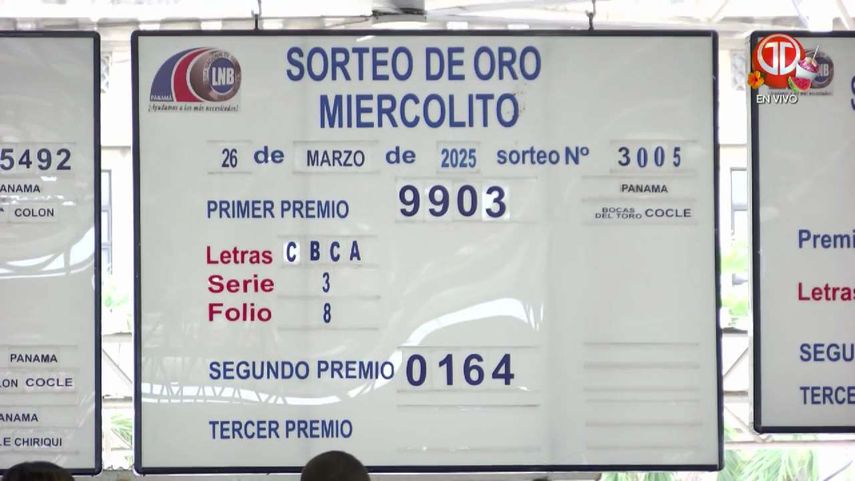 5492
PANAMA
COLON
PANAMA
COLON COCLE
PANAMA
LE CHIRIQUI
LNB
PANAMÁ
¡Ayudamos a los más necesitados!
SORTEO DE ORO
MIERCOLITO
26 de MARZO de 2025 sorteo Nº 3005
PANAMA
BOCAS DEL TORO COCLE
PRIMER PREMIO 9903
Letras C B C A
Serie 3
Folio 8
SEGUNDO PREMIO 0164
TERCER PREMIO
EN VIVO
Premi
Letras
SEGU
TERCE